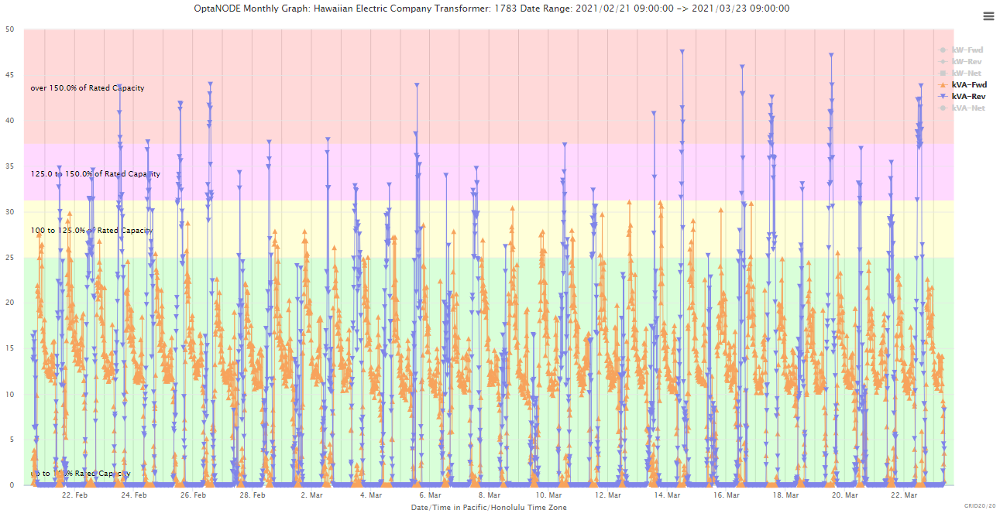 OptaNODE Monthly Graph: Hawaiian Electric Company Transformer: 1783 Date Range: 2021/02/21 09:00:00 -> 2021/03/23 09:00:00
50
45
40
35
30
25
20
15
10
5
0
over 150.0% of Rated Capacity
125.0 to 150.0% of Rated Capacity
100 to 125.0% of Rated Capacity
up to 100% Rated Capacity
kW-Fwd
kW-Rev
kW-Net
kVA-Fwd
kVA-Rev
kVA-Net
22. Feb 24. Feb 26. Feb 28. Feb 2. Mar 4. Mar 6. Mar 8. Mar 10. Mar 12. Mar 14. Mar 16. Mar 18. Mar 20. Mar 22. Mar
Date/Time in Pacific/Honolulu Time Zone
GRID20/20